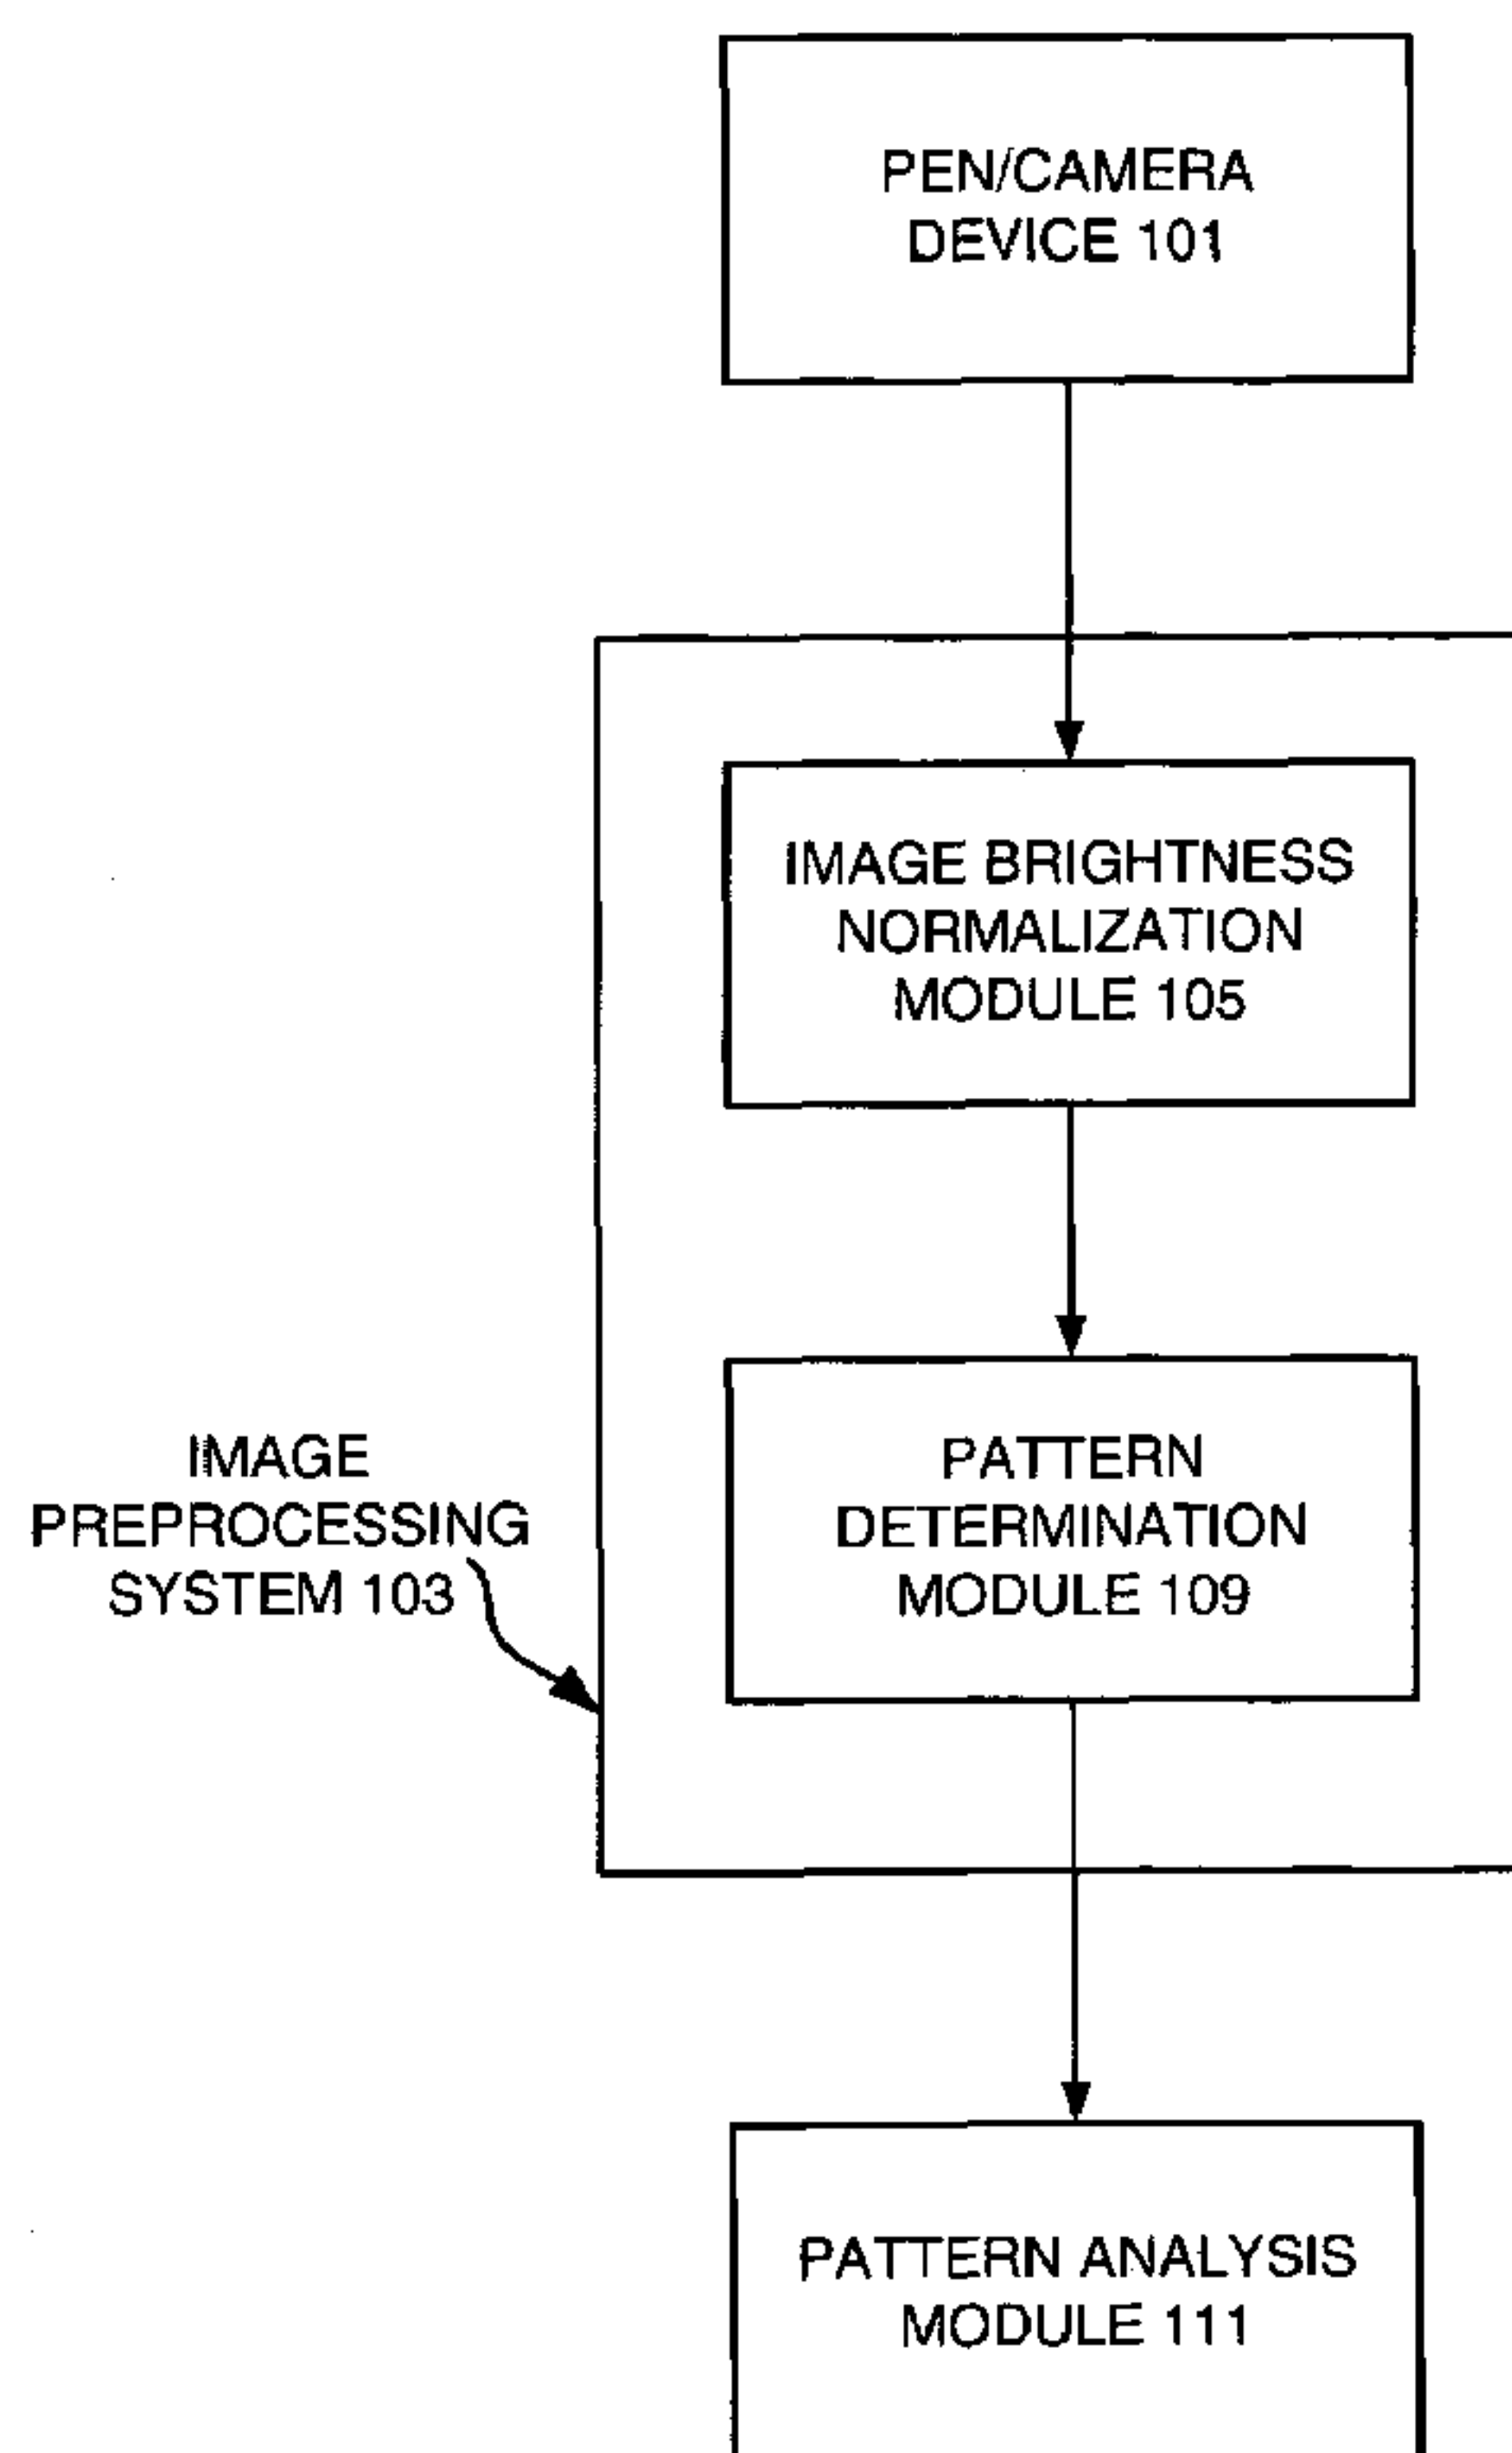 PEN/CAMERA
DEVICE 101
IMAGE BRIGHTNESS
NORMALIZATION
MODULE 105
IMAGE
PREPROCESSING
SYSTEM 103
PATTERN
DETERMINATION
MODULE 109
PATTERN ANALYSIS
MODULE 111